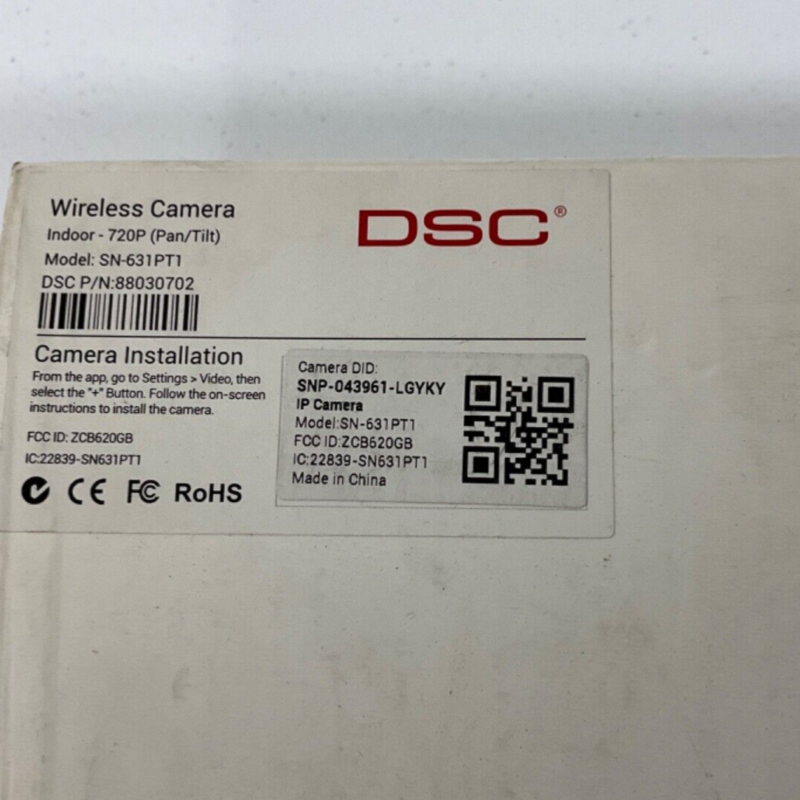 Wireless Camera
Indoor - 720P (Pan/Tilt)
Model: SN-631PT1
DSC P/N:88030702
DSC®
Camera Installation
From the app, go to Settings > Video, then
select the "+" Button. Follow the on-screen
instructions to install the camera.
FCC ID: ZCB620GB
IC:22839-SN631PT1
CE FC RoHS
Camera DID:
SNP-043961-LGYKY
IP Camera
Model:SN-631PT1
FCC ID:ZCB620GB
IC:22839-SN631PT1
Made in China